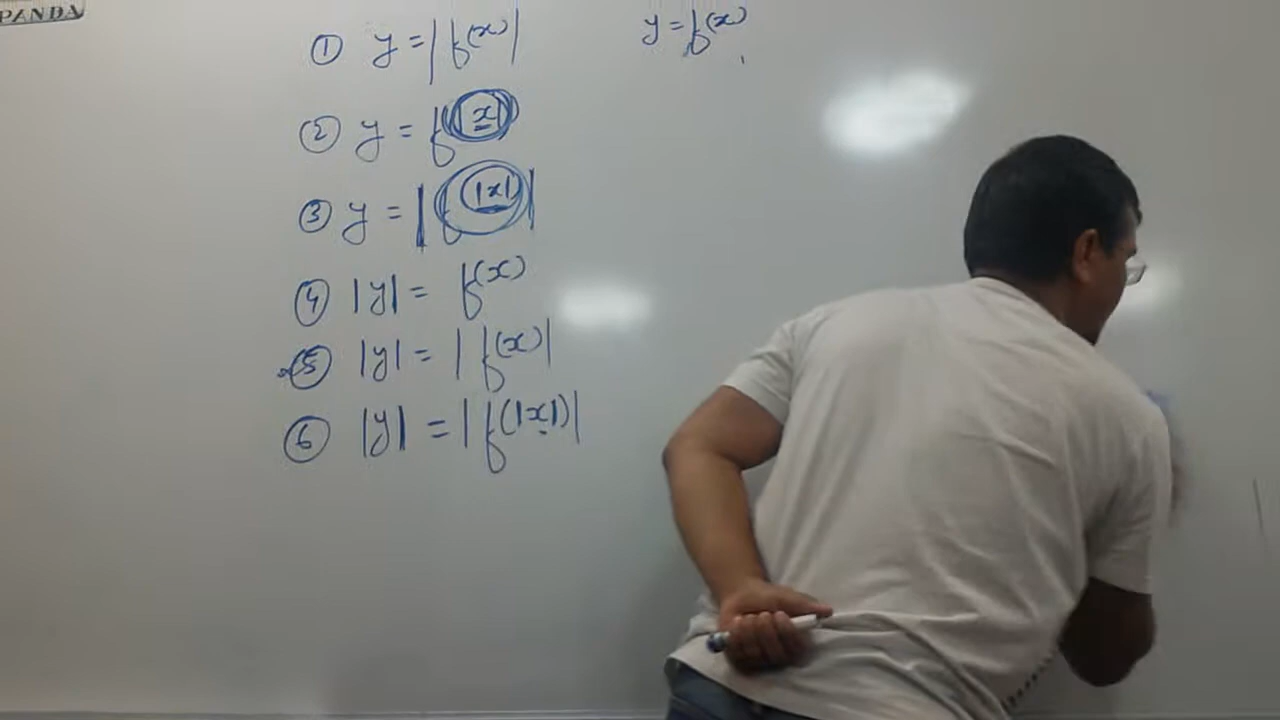 PANDA
① y = |f(x)|
y = f(x)
② y = f(|x|)
③ y = |f(|x|)|
④ |y| = f(x)
⑤ |y| = |f(x)|
⑥ |y| = |f(|x|)|